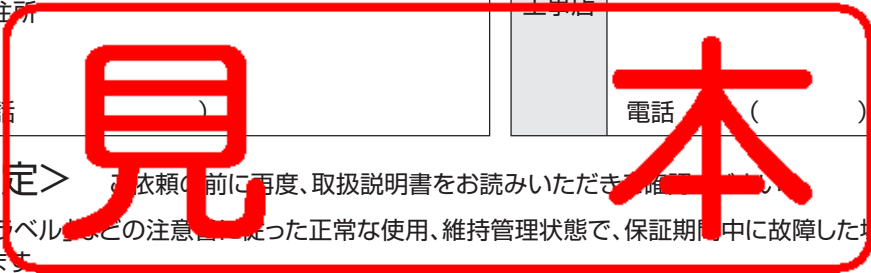 住所
工事店
見本
電話（　　　）
定＞　ご依頼の前に再度、取扱説明書をお読みいただき
ラベル」などの注意書に従った正常な使用、維持管理状態で、保証期間中に故障した場
ます